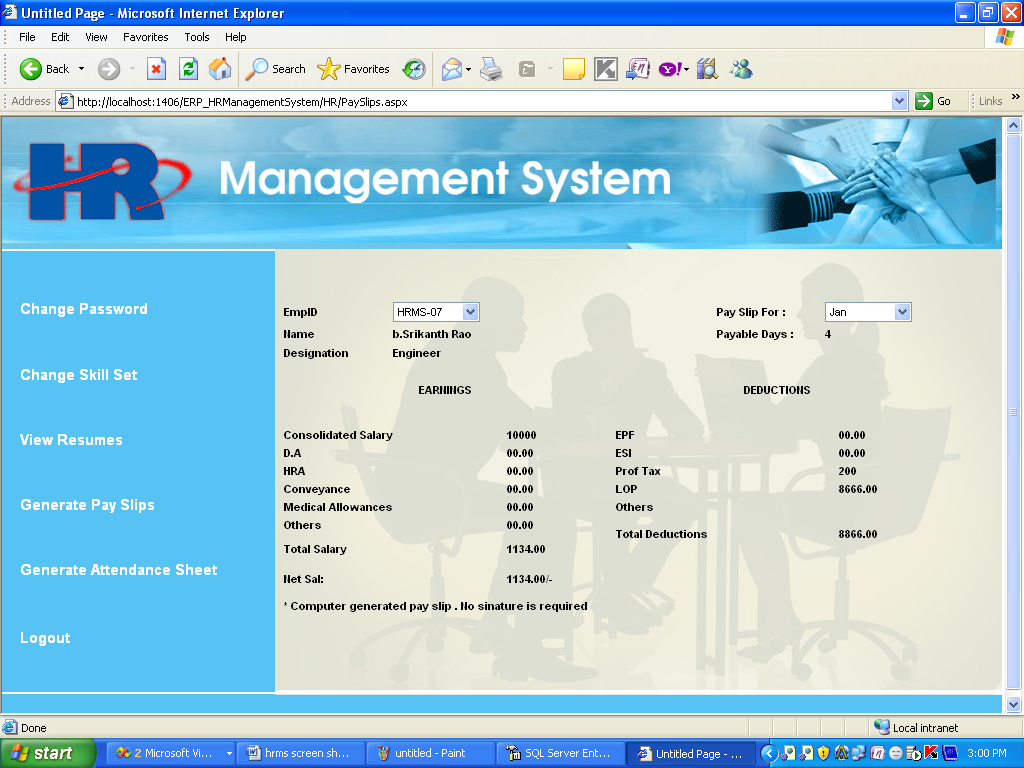 Untitled Page - Microsoft Internet Explorer
File Edit View Favorites Tools Help
Back Search Favorites
Address http://localhost:1406/ERP_HRManagementSystem/HR/PaySlips.aspx Go Links »
HR Management System
Change Password
Change Skill Set
View Resumes
Generate Pay Slips
Generate Attendance Sheet
Logout
EmpID HRMS-07 Pay Slip For : Jan
Name b.Srikanth Rao Payable Days : 4
Designation Engineer
EARNINGS DEDUCTIONS
Consolidated Salary 10000 EPF 00.00
D.A 00.00 ESI 00.00
HRA 00.00 Prof Tax 200
Conveyance 00.00 LOP 8666.00
Medical Allowances 00.00 Others
Others 00.00
Total Deductions 8866.00
Total Salary 1134.00
Net Sal: 1134.00/-
* Computer generated pay slip . No sinature is required
Done Local intranet
start 2 Microsoft Vi... hrms screen sh... untitled - Paint SQL Server Ent... Untitled Page - ... 3:00 PM